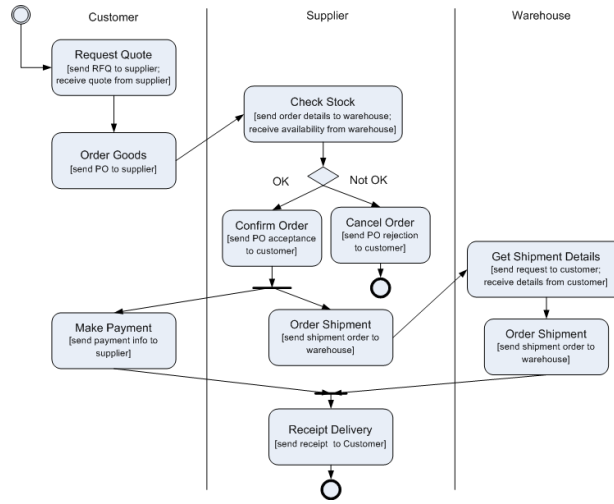 Customer
Supplier
Warehouse
Request Quote
[send RFQ to supplier;
receive quote from supplier]
Check Stock
[send order details to warehouse;
receive availability from warehouse]
Order Goods
[send PO to supplier]
OK
Not OK
Confirm Order
[send PO acceptance
to customer]
Cancel Order
[send PO rejection
to customer]
Get Shipment Details
[send request to customer;
receive details from customer]
Make Payment
[send payment info to
supplier]
Order Shipment
[send shipment order to
warehouse]
Order Shipment
[send shipment order to
warehouse]
Receipt Delivery
[send receipt to Customer]